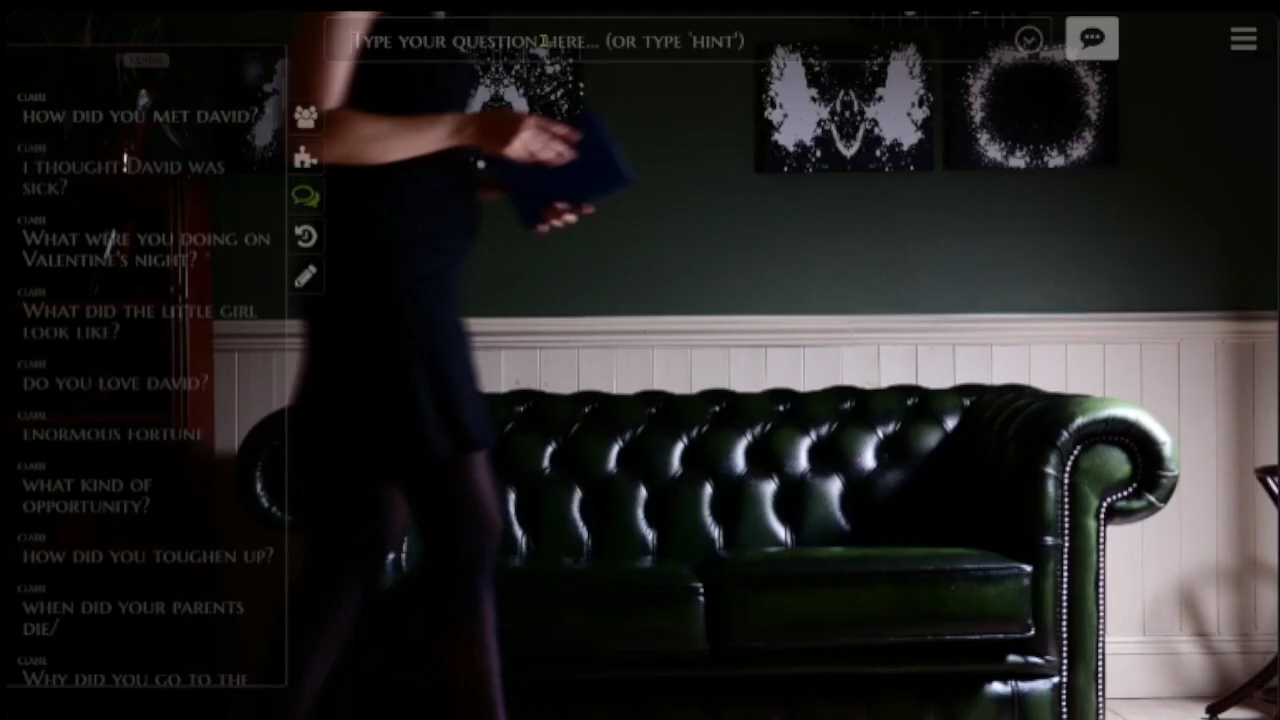 Type your question here... (or type 'hint')
CLAIRE
CLAIRE
HOW DID YOU MET DAVID?
CLAIRE
I THOUGHT DAVID WAS
SICK?
CLAIRE
What were you doing on
Valentine's night?
CLAIRE
What did the little girl
look like?
CLAIRE
DO YOU LOVE DAVID?
CLAIRE
ENORMOUS FORTUNE
CLAIRE
WHAT KIND OF
OPPORTUNITY?
CLAIRE
HOW DID YOU TOUGHEN UP?
CLAIRE
WHEN DID YOUR PARENTS
DIE/
CLAIRE
Why did you go to the